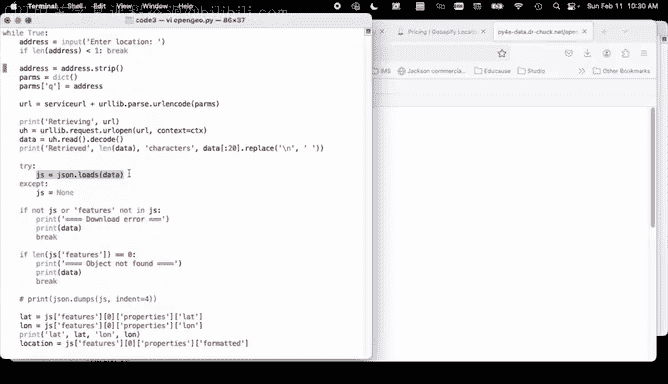 Terminal Shell Edit View Window Help
Sun Feb 11 10:30 AM
code3 — vi opengeo.py — 86×37
Pricing | Geoapify Locatio
py4e-data.dr-chuck.net/open
IMS
Jackson commercia...
Educause
Studio
Other Bookmarks
while True:
    address = input('Enter location: ')
    if len(address) < 1: break
    address = address.strip()
    parms = dict()
    parms['q'] = address
    url = serviceurl + urllib.parse.urlencode(parms)
    print('Retrieving', url)
    uh = urllib.request.urlopen(url, context=ctx)
    data = uh.read().decode()
    print('Retrieved', len(data), 'characters', data[:20].replace('\n', ' '))
    try:
        js = json.loads(data)
    except:
        js = None
    if not js or 'features' not in js:
        print('==== Download error ===')
        print(data)
        break
    if len(js['features']) == 0:
        print('==== Object not found ====')
        print(data)
        break
    # print(json.dumps(js, indent=4))
    lat = js['features'][0]['properties']['lat']
    lon = js['features'][0]['properties']['lon']
    print('lat', lat, 'lon', lon)
    location = js['features'][0]['properties']['formatted']